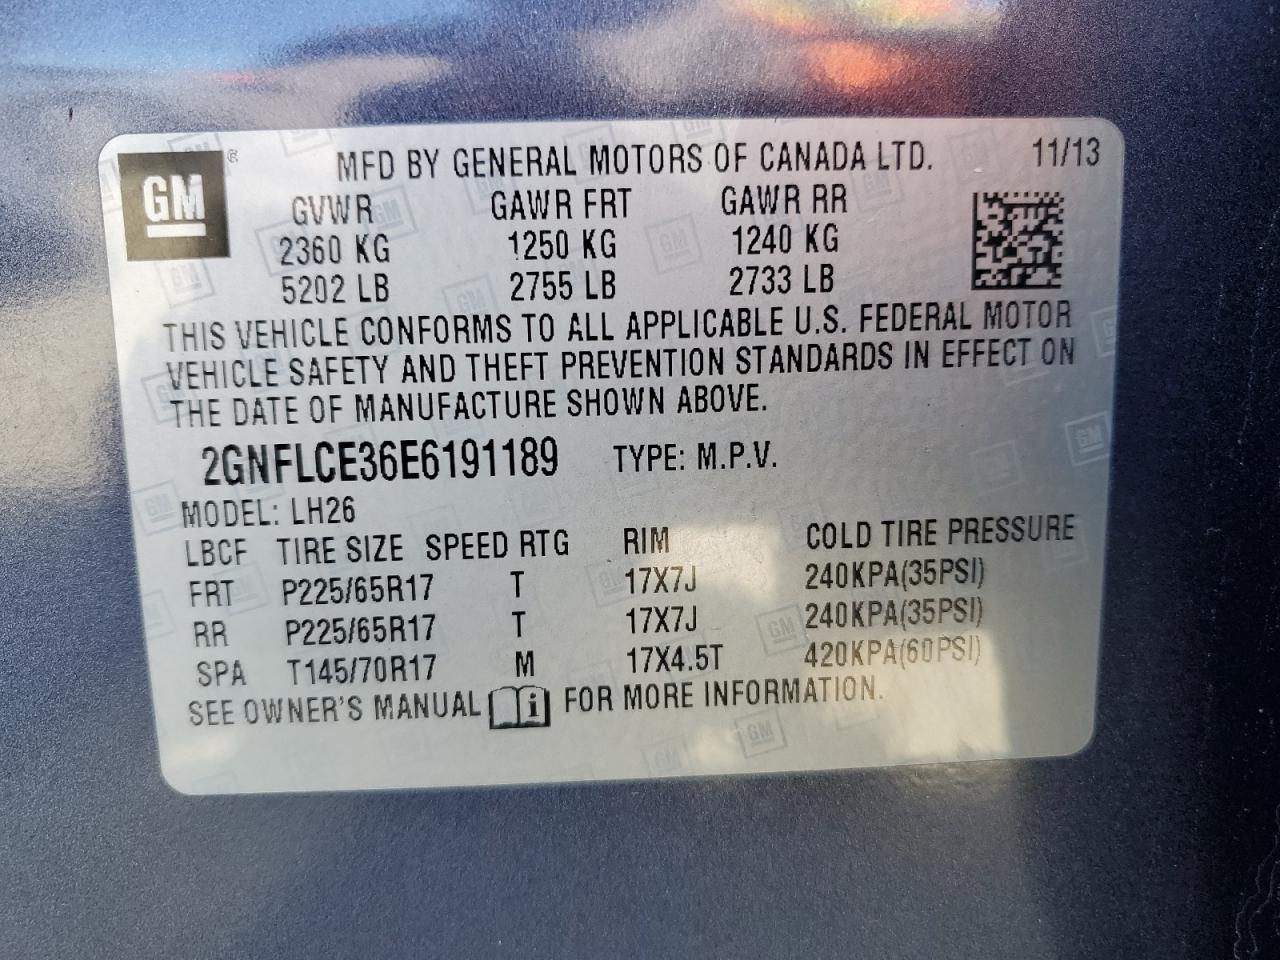 GM ® MFD BY GENERAL MOTORS OF CANADA LTD. 11/13
GVWR GAWR FRT GAWR RR
2360 KG 1250 KG 1240 KG
5202 LB 2755 LB 2733 LB
THIS VEHICLE CONFORMS TO ALL APPLICABLE U.S. FEDERAL MOTOR
VEHICLE SAFETY AND THEFT PREVENTION STANDARDS IN EFFECT ON
THE DATE OF MANUFACTURE SHOWN ABOVE.
2GNFLCE36E6191189 TYPE: M.P.V.
MODEL: LH26
LBCF TIRE SIZE SPEED RTG RIM COLD TIRE PRESSURE
FRT P225/65R17 T 17X7J 240KPA(35PSI)
RR P225/65R17 T 17X7J 240KPA(35PSI)
SPA T145/70R17 M 17X4.5T 420KPA(60PSI)
SEE OWNER'S MANUAL i FOR MORE INFORMATION.